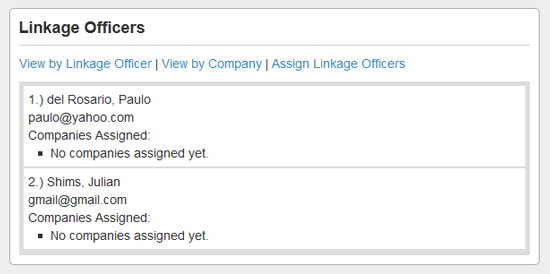 Linkage Officers
View by Linkage Officer | View by Company | Assign Linkage Officers
1.) del Rosario, Paulo
paulo@yahoo.com
Companies Assigned:
▪ No companies assigned yet.
2.) Shims, Julian
gmail@gmail.com
Companies Assigned:
▪ No companies assigned yet.